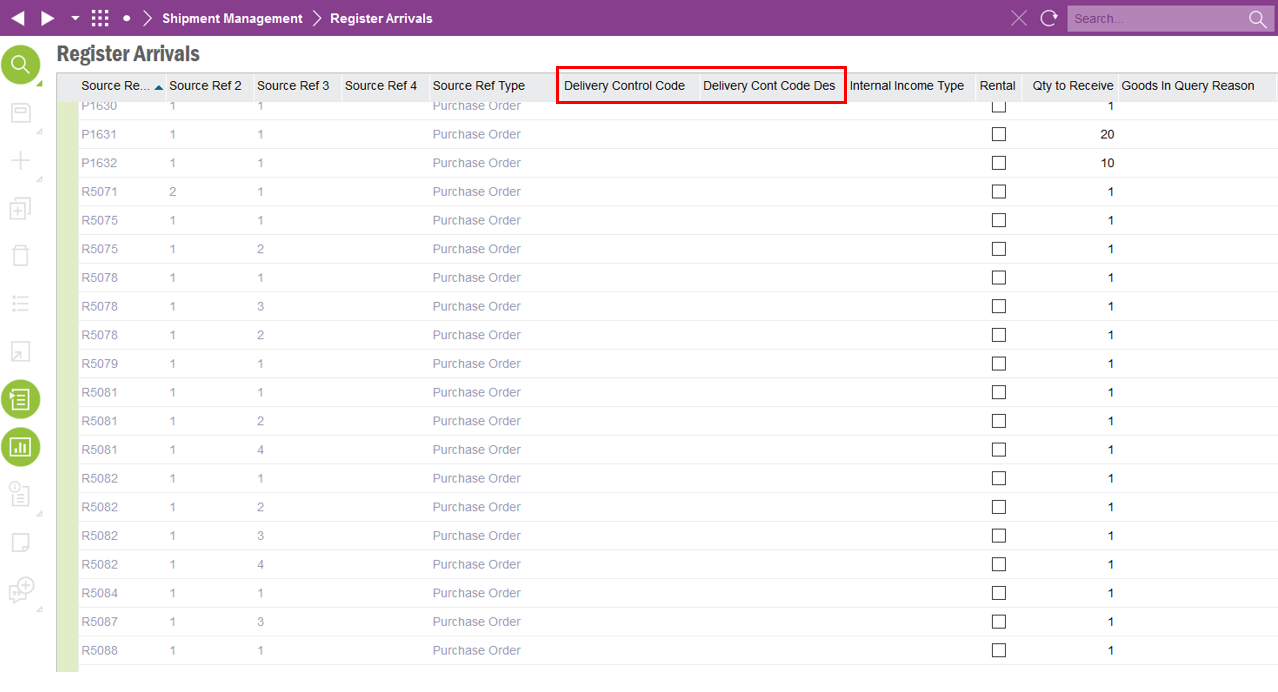 Shipment Management Register Arrivals Search...
Register Arrivals
Source Re... Source Ref 2 Source Ref 3 Source Ref 4 Source Ref Type Delivery Control Code Delivery Cont Code Des Internal Income Type Rental Qty to Receive Goods In Query Reason
P1630 1 1 Purchase Order 1
P1631 1 1 Purchase Order 20
P1632 1 1 Purchase Order 10
R5071 2 1 Purchase Order 1
R5075 1 1 Purchase Order 1
R5075 1 2 Purchase Order 1
R5078 1 1 Purchase Order 1
R5078 1 3 Purchase Order 1
R5078 1 2 Purchase Order 1
R5079 1 1 Purchase Order 1
R5081 1 1 Purchase Order 1
R5081 1 2 Purchase Order 1
R5081 1 4 Purchase Order 1
R5082 1 1 Purchase Order 1
R5082 1 2 Purchase Order 1
R5082 1 3 Purchase Order 1
R5082 1 4 Purchase Order 1
R5084 1 1 Purchase Order 1
R5087 1 3 Purchase Order 1
R5088 1 1 Purchase Order 1